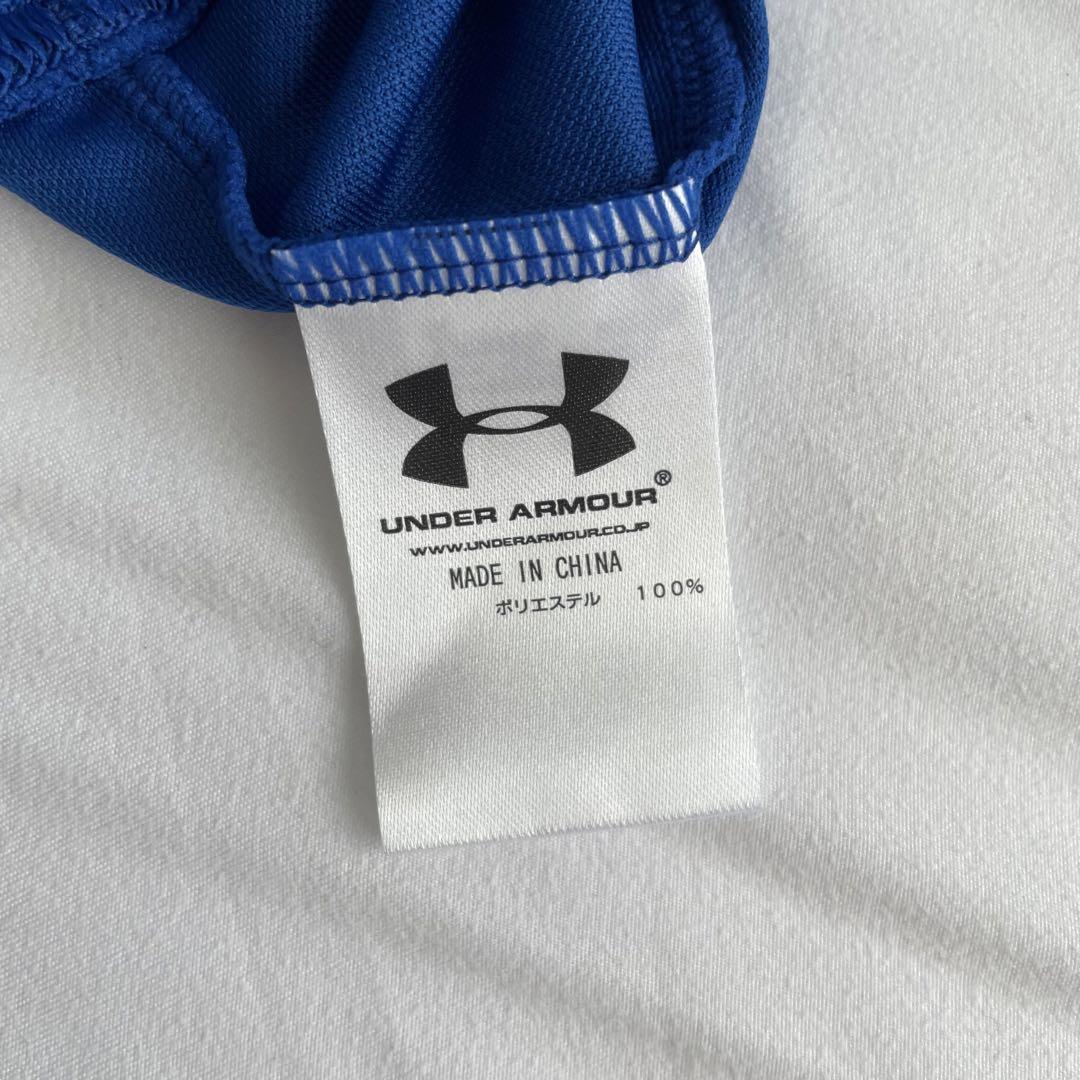 UNDER ARMOUR®
WWW.UNDERARMOUR.CO.JP
MADE IN CHINA
ポリエステル 100%